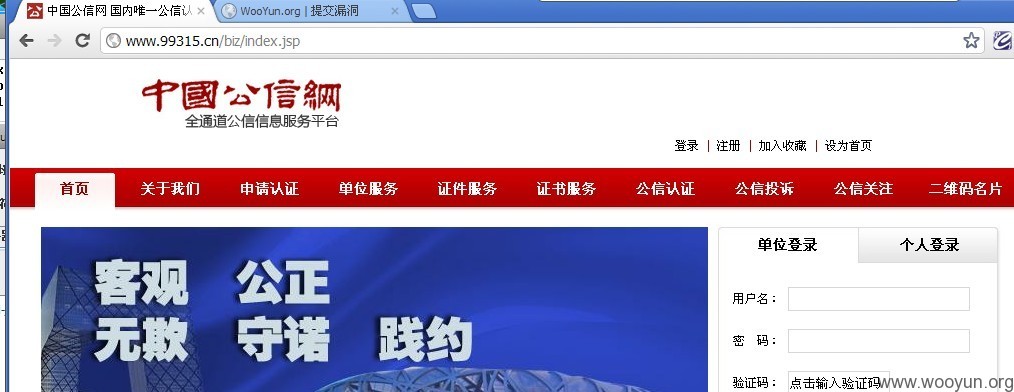 中国公信网 国内唯一公信认
WooYun.org | 提交漏洞
www.99315.cn/biz/index.jsp
中國公信網
全通道公信信息服务平台
登录 | 注册 | 加入收藏 | 设为首页
首页 关于我们 申请认证 单位服务 证件服务 证书服务 公信认证 公信投诉 公信关注 二维码名片
客观 公正
无欺 守诺 践约
单位登录 个人登录
用户名：
密 码：
验证码： 点击输入验证码
www.wooyun.org